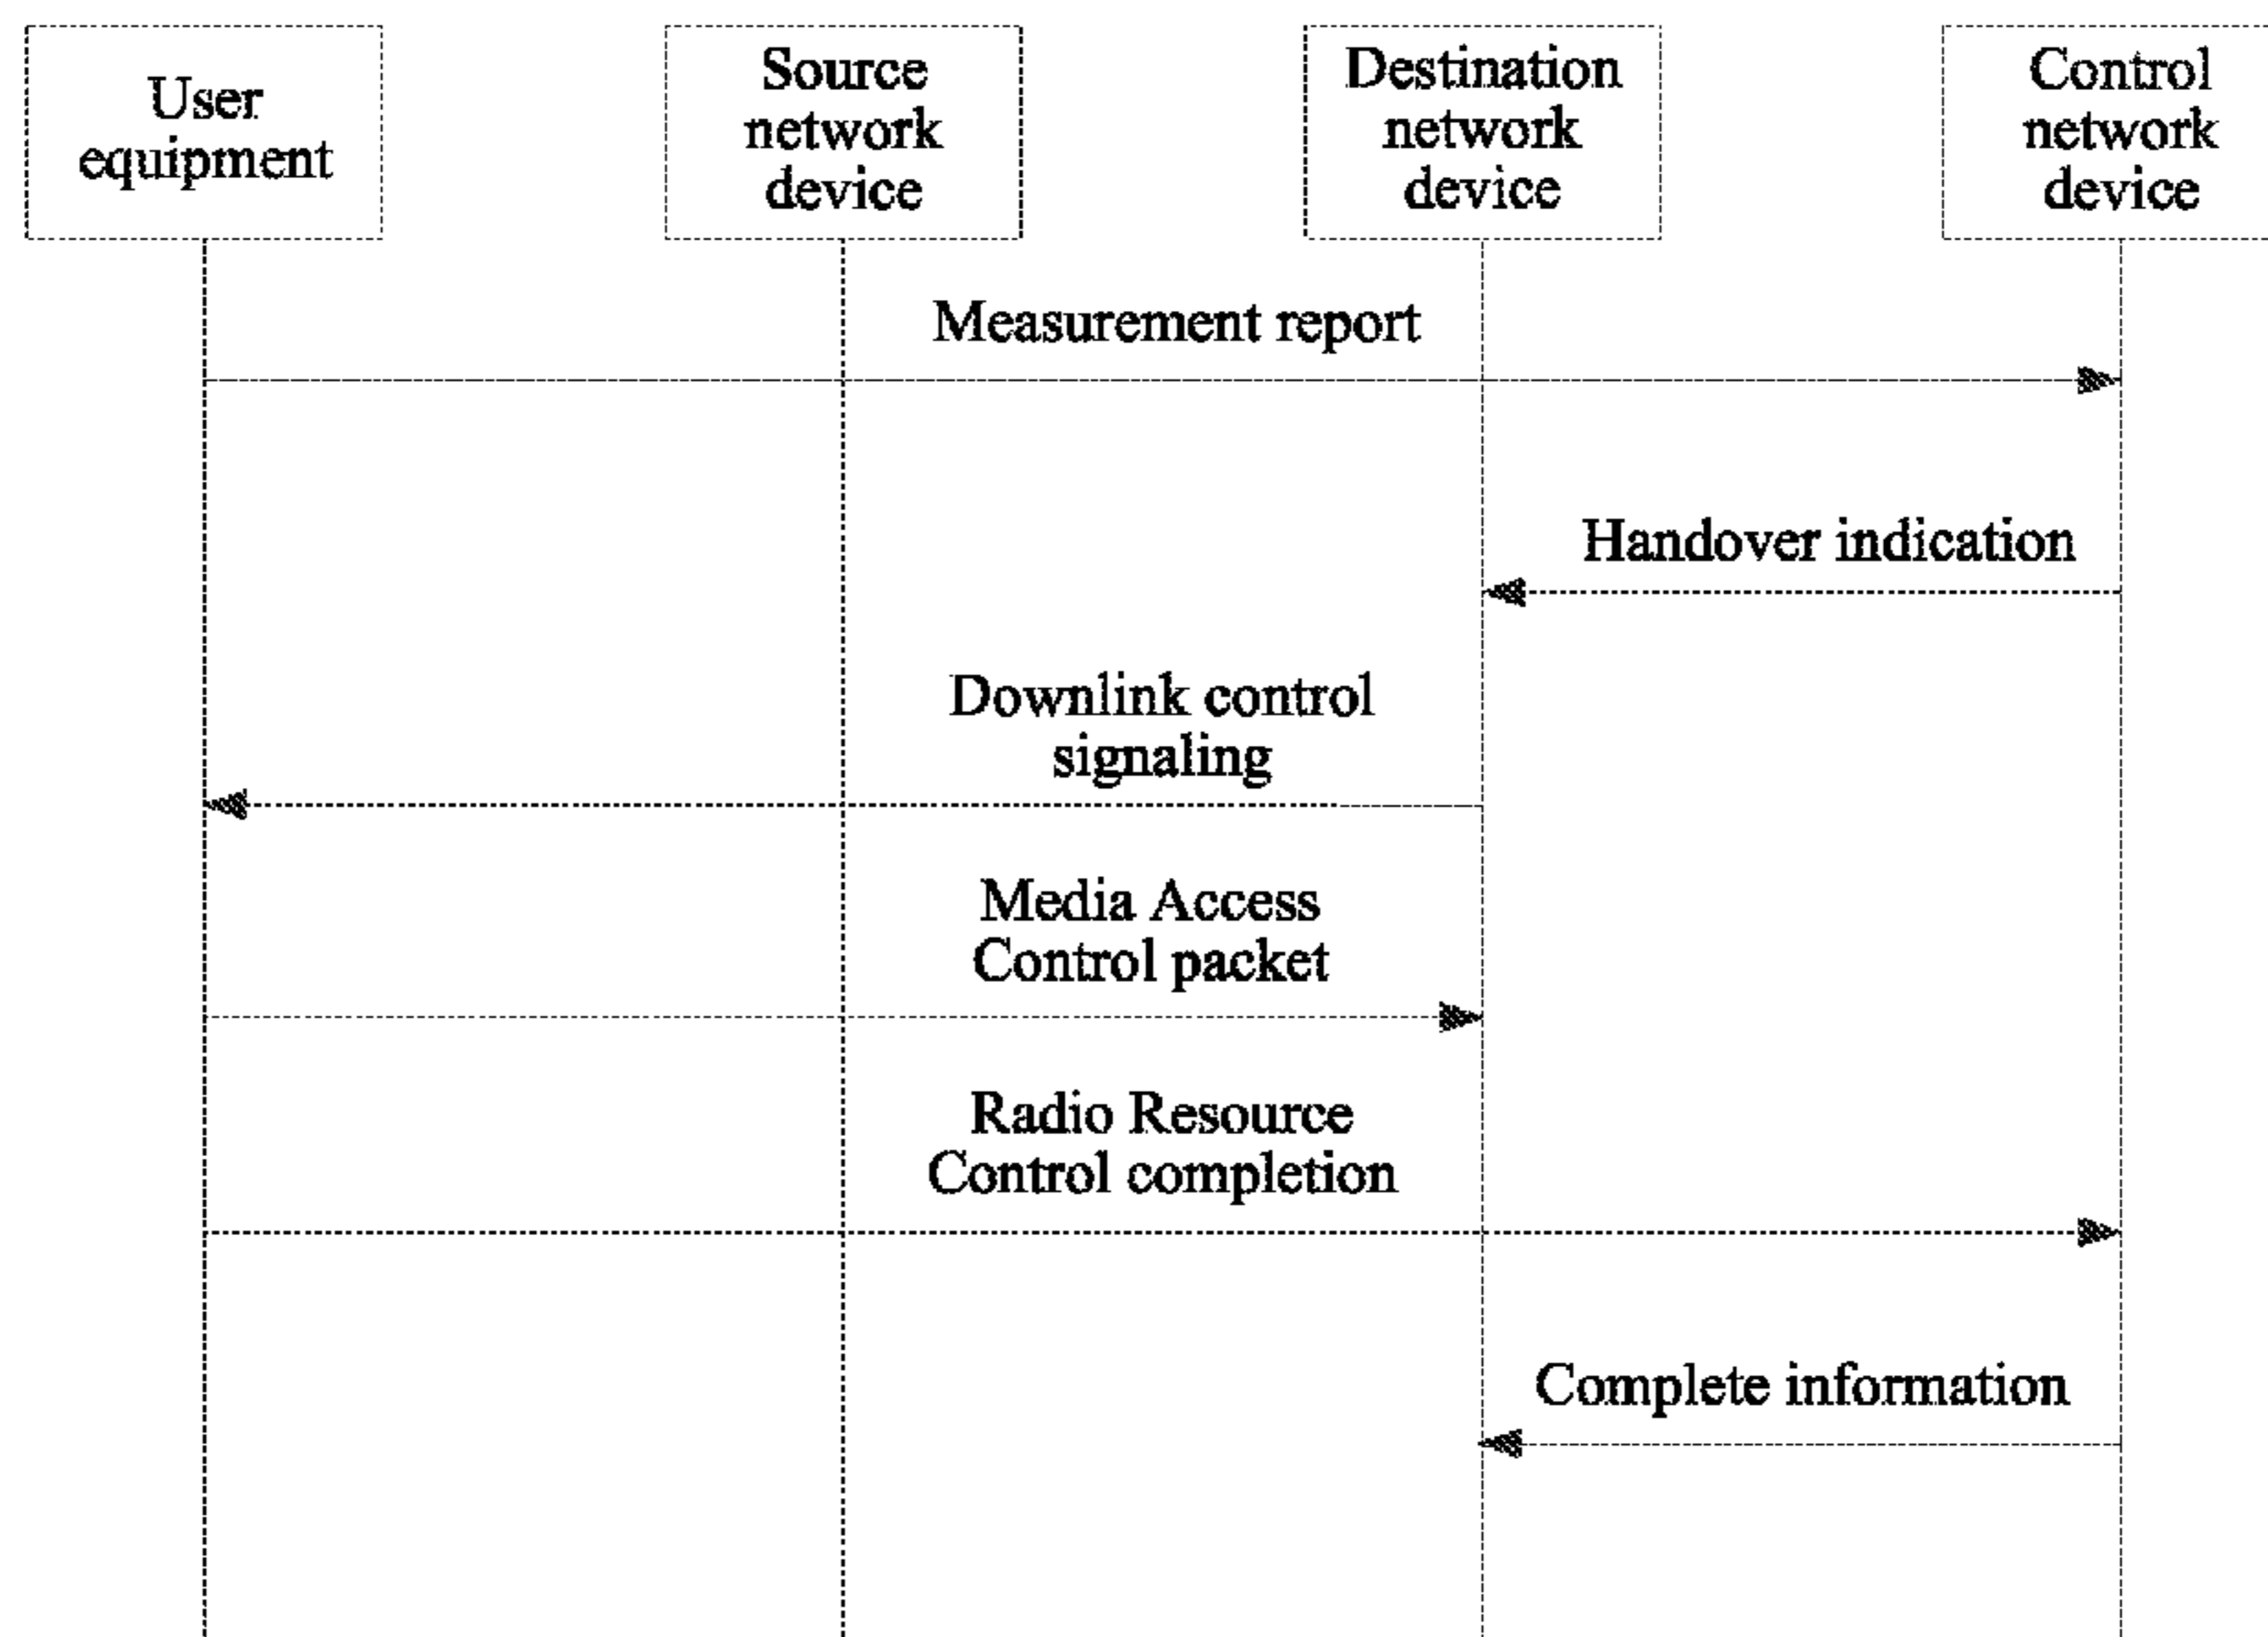 User
equipment
Source
network
device
Destination
network
device
Control
network
device
Measurement report
Handover indication
Downlink control
signaling
Media Access
Control packet
Radio Resource
Control completion
Complete information